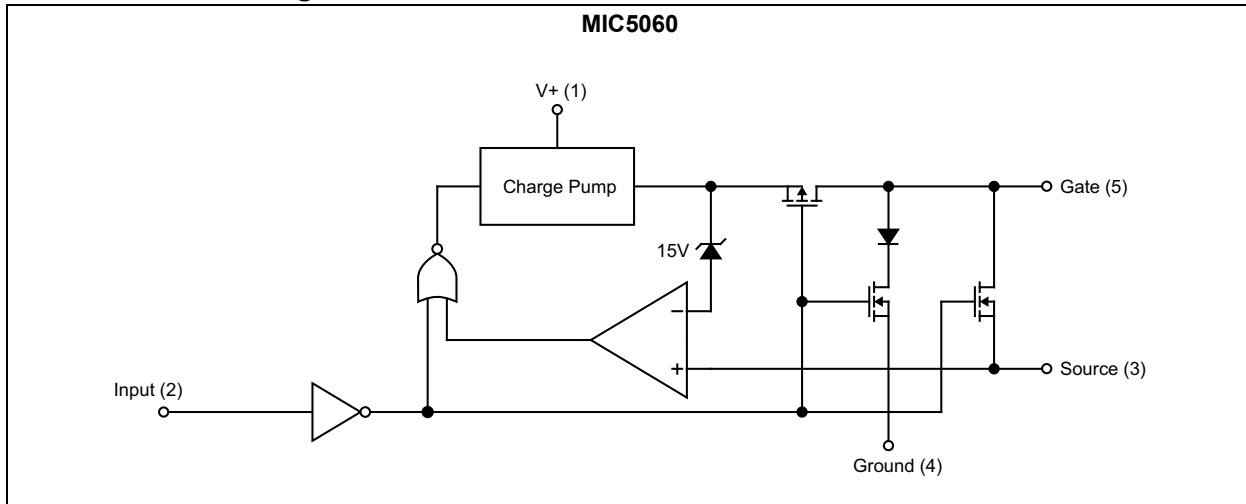 MIC5060
V+ (1)
Charge Pump
Gate (5)
15V
−
+
Source (3)
Input (2)
Ground (4)